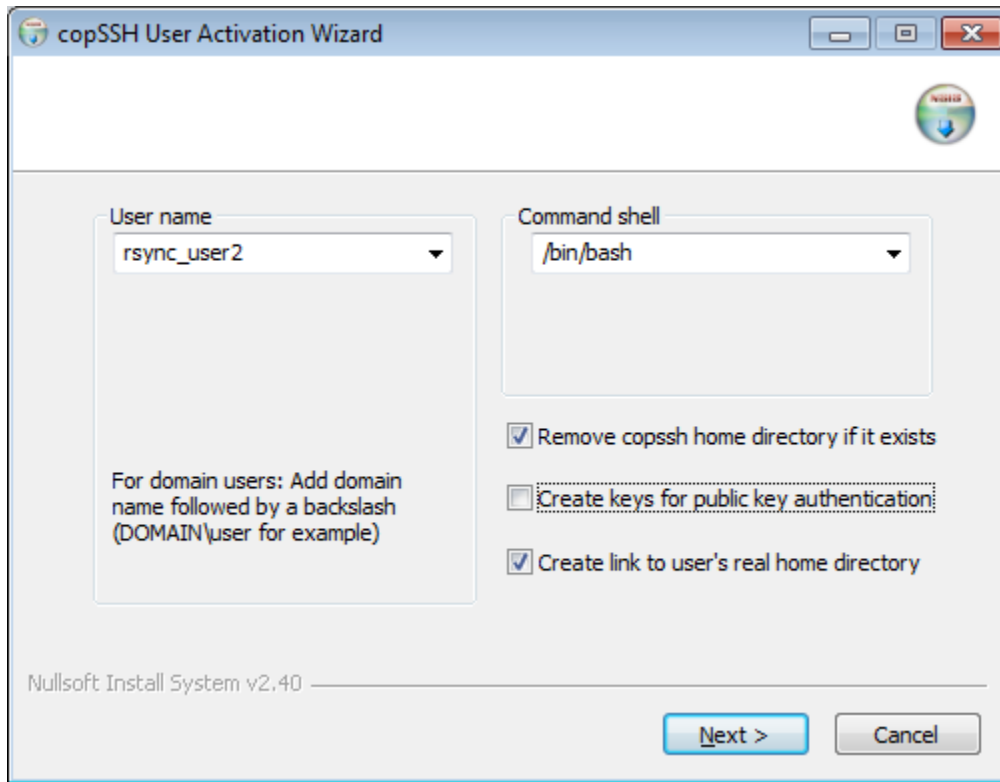 copSSH User Activation Wizard
User name
rsync_user2
For domain users: Add domain
name followed by a backslash
(DOMAIN\user for example)
Command shell
/bin/bash
Remove copssh home directory if it exists
Create keys for public key authentication
Create link to user's real home directory
Nullsoft Install System v2.40
Next >
Cancel